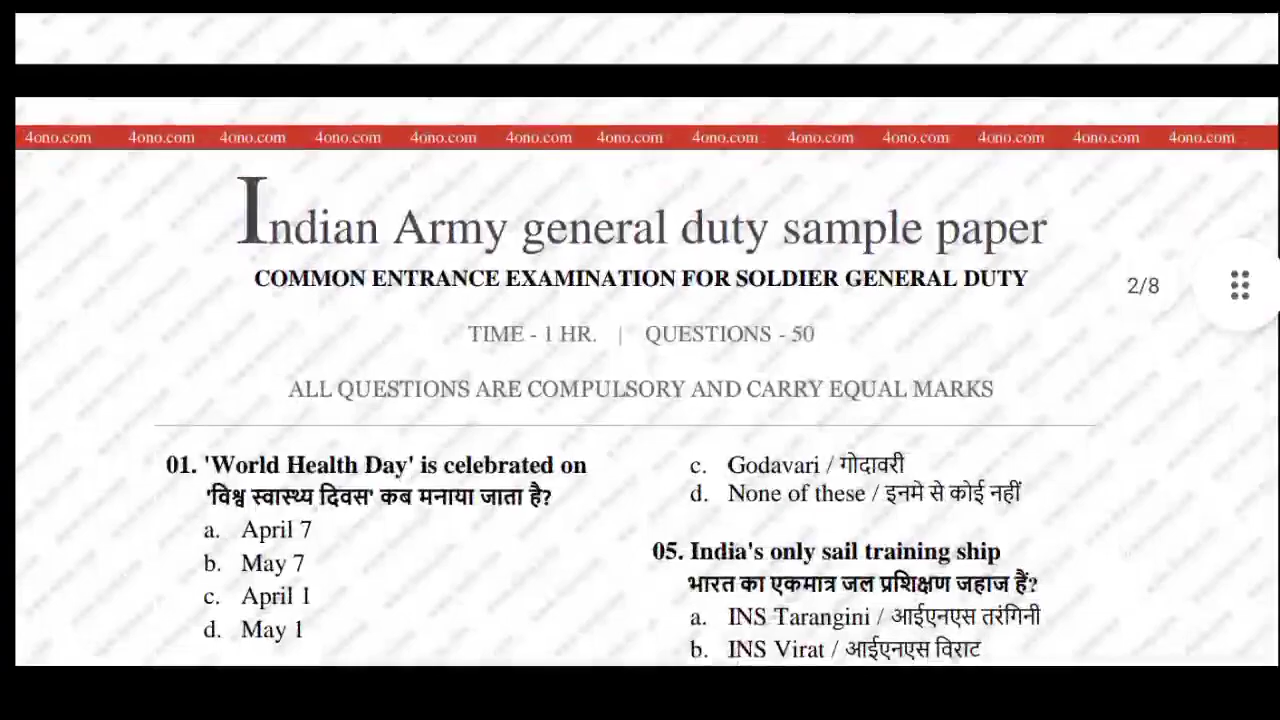 4ono.com 4ono.com 4ono.com 4ono.com 4ono.com 4ono.com 4ono.com 4ono.com 4ono.com 4ono.com 4ono.com 4ono.com 4ono.com
Indian Army general duty sample paper
COMMON ENTRANCE EXAMINATION FOR SOLDIER GENERAL DUTY
2/8
TIME - 1 HR. | QUESTIONS - 50
ALL QUESTIONS ARE COMPULSORY AND CARRY EQUAL MARKS
01. 'World Health Day' is celebrated on
'विश्व स्वास्थ्य दिवस' कब मनाया जाता है?
a. April 7
b. May 7
c. April 1
d. May 1
c. Godavari / गोदावरी
d. None of these / इनमे से कोई नहीं
05. India's only sail training ship
भारत का एकमात्र जल प्रशिक्षण जहाज हैं?
a. INS Tarangini / आईएनएस तरंगिनी
b. INS Virat / आईएनएस विराट